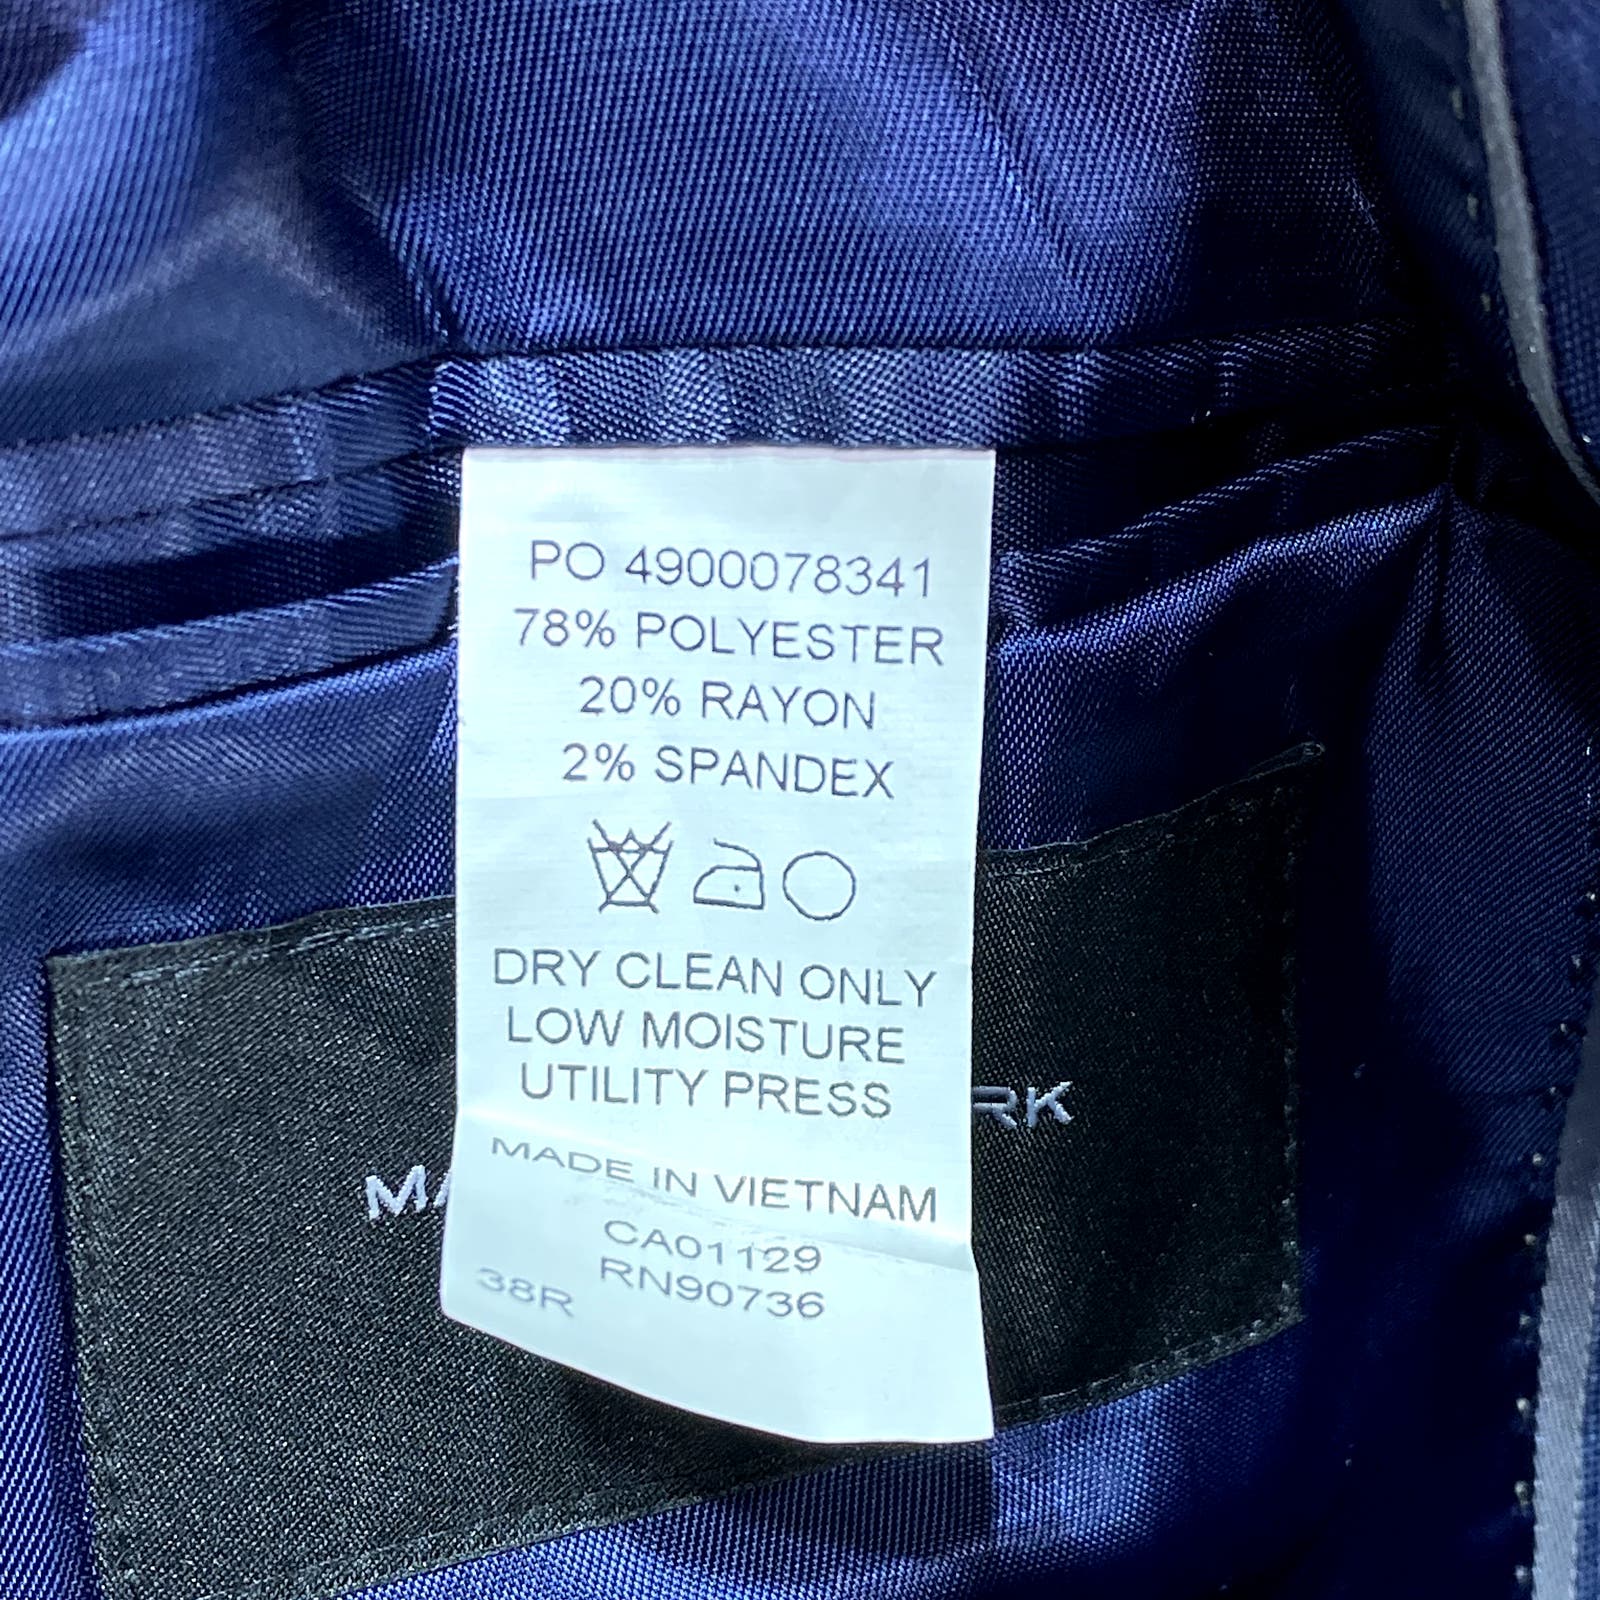 PO 4900078341
78% POLYESTER
20% RAYON
2% SPANDEX
DRY CLEAN ONLY
LOW MOISTURE
UTILITY PRESS
MADE IN VIETNAM
CA01129
RN90736
38R